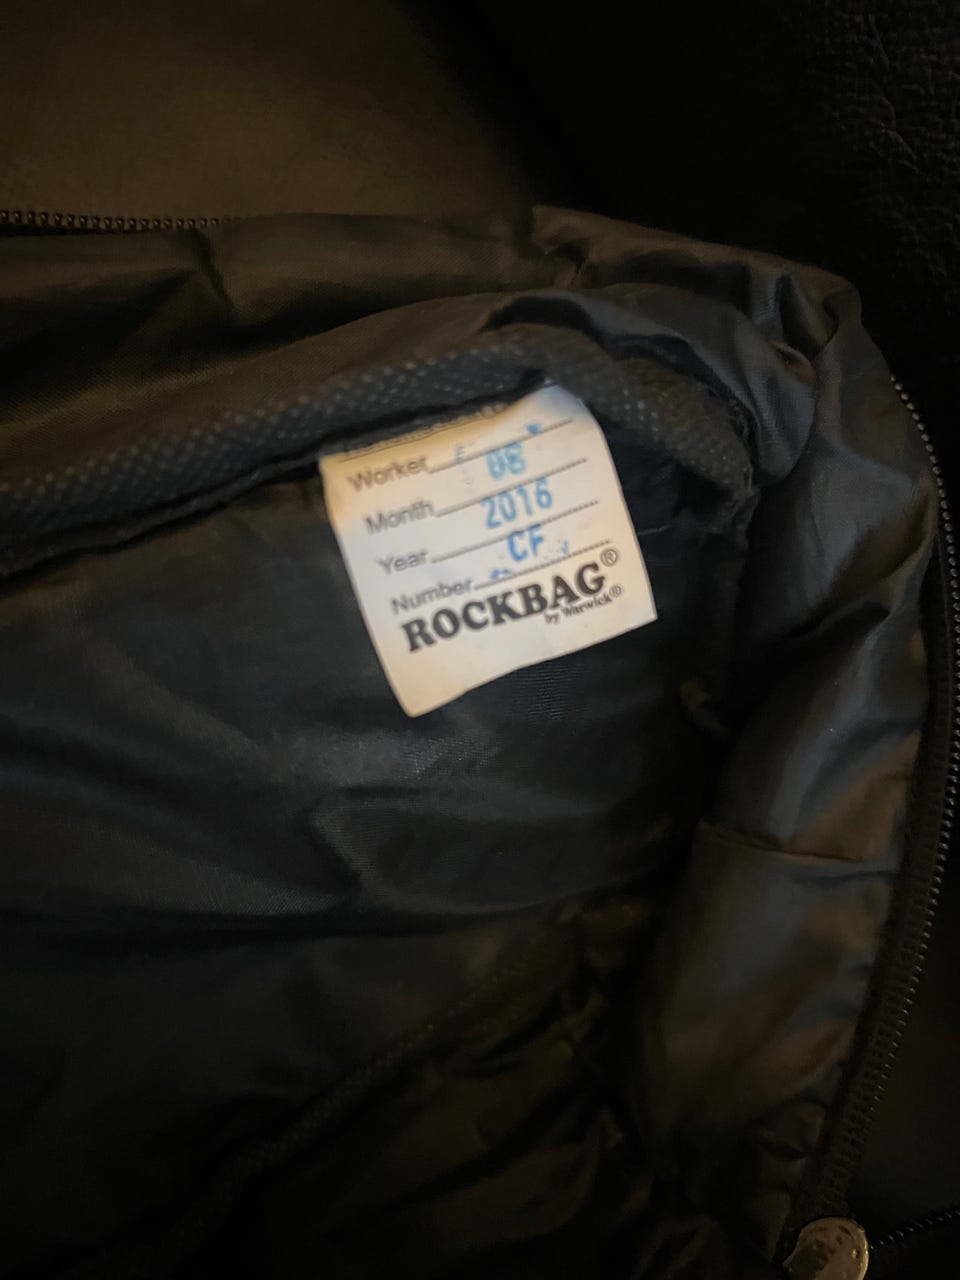 Worker
08
Month
2016
Year
CF
Number
ROCKBAG®
by Warwick®